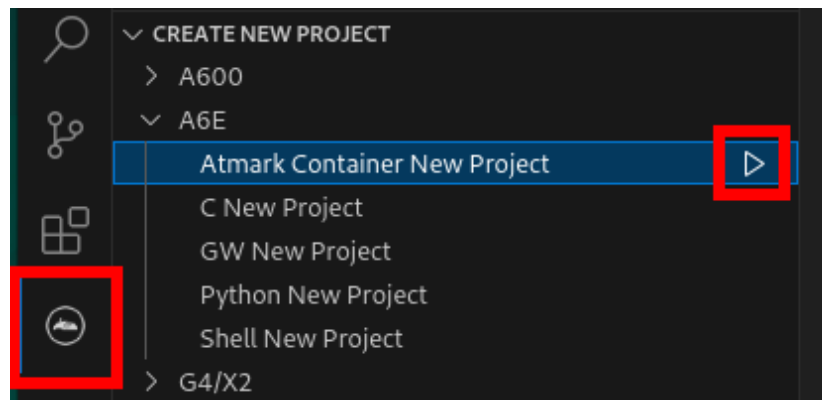 CREATE NEW PROJECT
A600
A6E
Atmark Container New Project
C New Project
GW New Project
Python New Project
Shell New Project
G4/X2